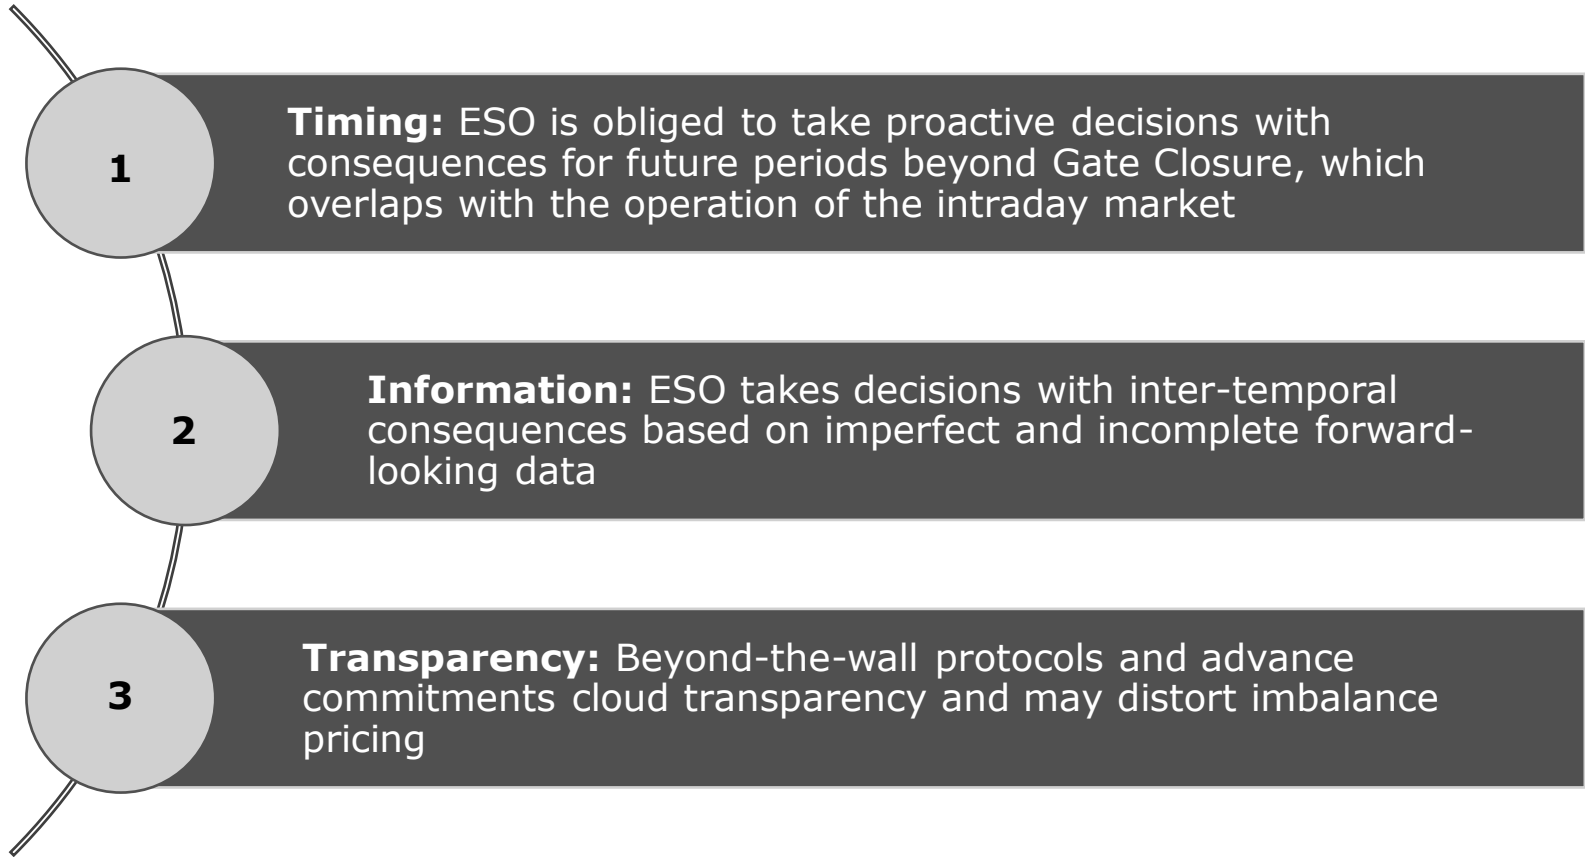 1
Timing: ESO is obliged to take proactive decisions with
consequences for future periods beyond Gate Closure, which
overlaps with the operation of the intraday market
2
Information: ESO takes decisions with inter-temporal
consequences based on imperfect and incomplete forward-
looking data
3
Transparency: Beyond-the-wall protocols and advance
commitments cloud transparency and may distort imbalance
pricing